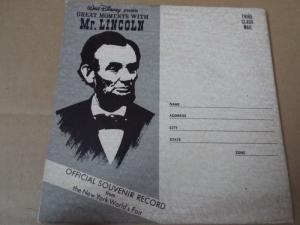 Walt Disney presents
GREAT MOMENTS WITH
Mr. LINCOLN
THIRD
CLASS
MAIL
NAME
ADDRESS
CITY
STATE
ZONE
OFFICIAL SOUVENIR RECORD
from
the New York World's Fair